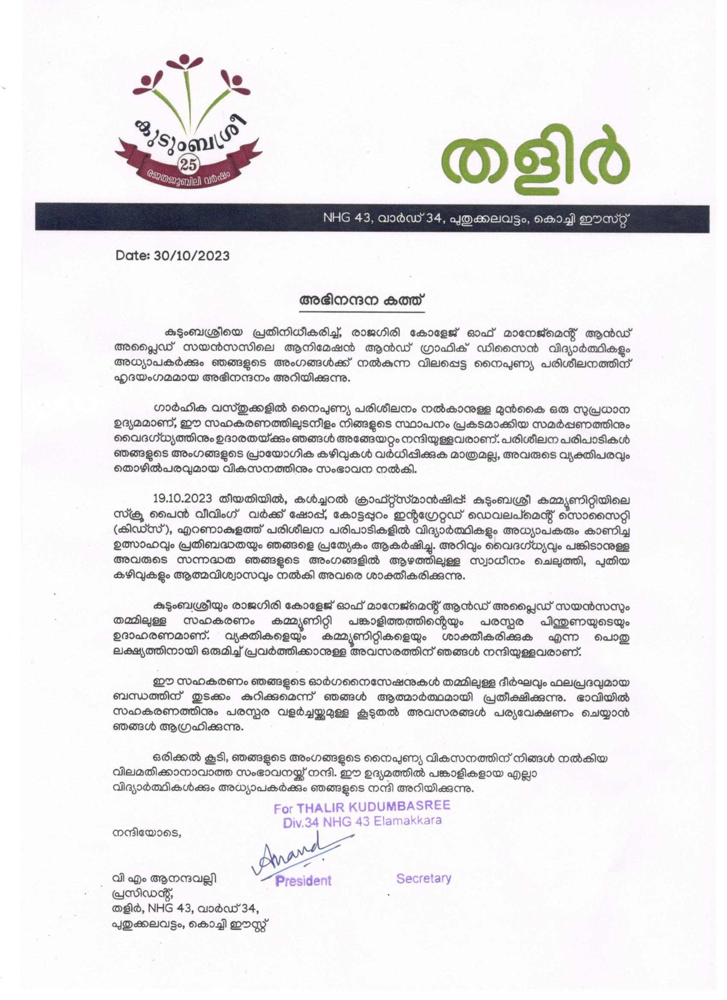 കുടുംബശ്രീ
25
രജതജൂബിലി വർഷം
തളിർ
NHG 43, വാർഡ് 34, പുതുക്കലവട്ടം, കൊച്ചി ഈസ്റ്റ്
Date: 30/10/2023
അഭിനന്ദന കത്ത്
കുടുംബശ്രീയെ പ്രതിനിധീകരിച്ച്, രാജഗിരി കോളേജ് ഓഫ് മാനേജ്മെന്റ് ആൻഡ്
അപ്ലൈഡ് സയൻസസിലെ ആനിമേഷൻ ആൻഡ് ഗ്രാഫിക് ഡിസൈൻ വിദ്യാർത്ഥികളും
അധ്യാപകർക്കും ഞങ്ങളുടെ അംഗങ്ങൾക്ക് നൽകുന്ന വിലപ്പെട്ട നൈപുണ്യ പരിശീലനത്തിന്
ഹൃദയംഗമമായ അഭിനന്ദനം അറിയിക്കുന്നു.
ഗാർഹിക വസ്തുക്കളിൽ നൈപുണ്യ പരിശീലനം നൽകാനുള്ള മുൻകൈ ഒരു സുപ്രധാന
ഉദ്യമമാണ്, ഈ സഹകരണത്തിലുടനീളം നിങ്ങളുടെ സ്ഥാപനം പ്രകടമാക്കിയ സമർപ്പണത്തിനും
വൈദഗ്ധ്യത്തിനും ഉദാരതയ്ക്കും ഞങ്ങൾ അങ്ങേയറ്റം നന്ദിയുള്ളവരാണ്. പരിശീലന പരിപാടികൾ
ഞങ്ങളുടെ അംഗങ്ങളുടെ പ്രായോഗിക കഴിവുകൾ വർധിപ്പിക്കുക മാത്രമല്ല, അവരുടെ വ്യക്തിപരവും
തൊഴിൽപരവുമായ വികസനത്തിനും സംഭാവന നൽകി.
19.10.2023 തീയതിയിൽ, കൾച്ചറൽ ക്രാഫ്റ്റ്സ്മാൻഷിപ്പ്: കുടുംബശ്രീ കമ്മ്യൂണിറ്റിയിലെ
സ്ക്രൂ പൈൻ വീവിംഗ് വർക്ക് ഷോപ്പ്, കോട്ടപ്പുറം ഇന്റഗ്രേറ്റഡ് ഡെവലപ്മെന്റ് സൊസൈറ്റി
(കിഡ്സ്), എറണാകുളത്ത് പരിശീലന പരിപാടികളിൽ വിദ്യാർത്ഥികളും അധ്യാപകരും കാണിച്ച
ഉത്സാഹവും പ്രതിബദ്ധതയും ഞങ്ങളെ പ്രത്യേകം ആകർഷിച്ചു. അറിവും വൈദഗ്ധ്യവും പങ്കിടാനുള്ള
അവരുടെ സന്നദ്ധത ഞങ്ങളുടെ അംഗങ്ങളിൽ ആഴത്തിലുള്ള സ്വാധീനം ചെലുത്തി, പുതിയ
കഴിവുകളും ആത്മവിശ്വാസവും നൽകി അവരെ ശാക്തീകരിക്കുന്നു.
കുടുംബശ്രീയും രാജഗിരി കോളേജ് ഓഫ് മാനേജ്മെന്റ് ആൻഡ് അപ്ലൈഡ് സയൻസസും
തമ്മിലുള്ള സഹകരണം കമ്മ്യൂണിറ്റി പങ്കാളിത്തത്തിന്റെയും പരസ്പര പിന്തുണയുടെയും
ഉദാഹരണമാണ്. വ്യക്തികളെയും കമ്മ്യൂണിറ്റികളെയും ശാക്തീകരിക്കുക എന്ന പൊതു
ലക്ഷ്യത്തിനായി ഒരുമിച്ച് പ്രവർത്തിക്കാനുള്ള അവസരത്തിന് ഞങ്ങൾ നന്ദിയുള്ളവരാണ്.
ഈ സഹകരണം ഞങ്ങളുടെ ഓർഗനൈസേഷനുകൾ തമ്മിലുള്ള ദീർഘവും ഫലപ്രദവുമായ
ബന്ധത്തിന് തുടക്കം കുറിക്കുമെന്ന് ഞങ്ങൾ ആത്മാർത്ഥമായി പ്രതീക്ഷിക്കുന്നു. ഭാവിയിൽ
സഹകരണത്തിനും പരസ്പര വളർച്ചയ്ക്കുമുള്ള കൂടുതൽ അവസരങ്ങൾ പര്യവേക്ഷണം ചെയ്യാൻ
ഞങ്ങൾ ആഗ്രഹിക്കുന്നു.
ഒരിക്കൽ കൂടി, ഞങ്ങളുടെ അംഗങ്ങളുടെ നൈപുണ്യ വികസനത്തിന് നിങ്ങൾ നൽകിയ
വിലമതിക്കാനാവാത്ത സംഭാവനയ്ക്ക് നന്ദി. ഈ ഉദ്യമത്തിൽ പങ്കാളികളായ എല്ലാ
വിദ്യാർത്ഥികൾക്കും അധ്യാപകർക്കും ഞങ്ങളുടെ നന്ദി അറിയിക്കുന്നു.
For THALIR KUDUMBASREE
Div.34 NHG 43 Elamakkara
നന്ദിയോടെ,
Anand
President Secretary
വി എം ആനന്ദവല്ലി
പ്രസിഡന്റ്,
തളിർ, NHG 43, വാർഡ് 34,
പുതുക്കലവട്ടം, കൊച്ചി ഈസ്റ്റ്